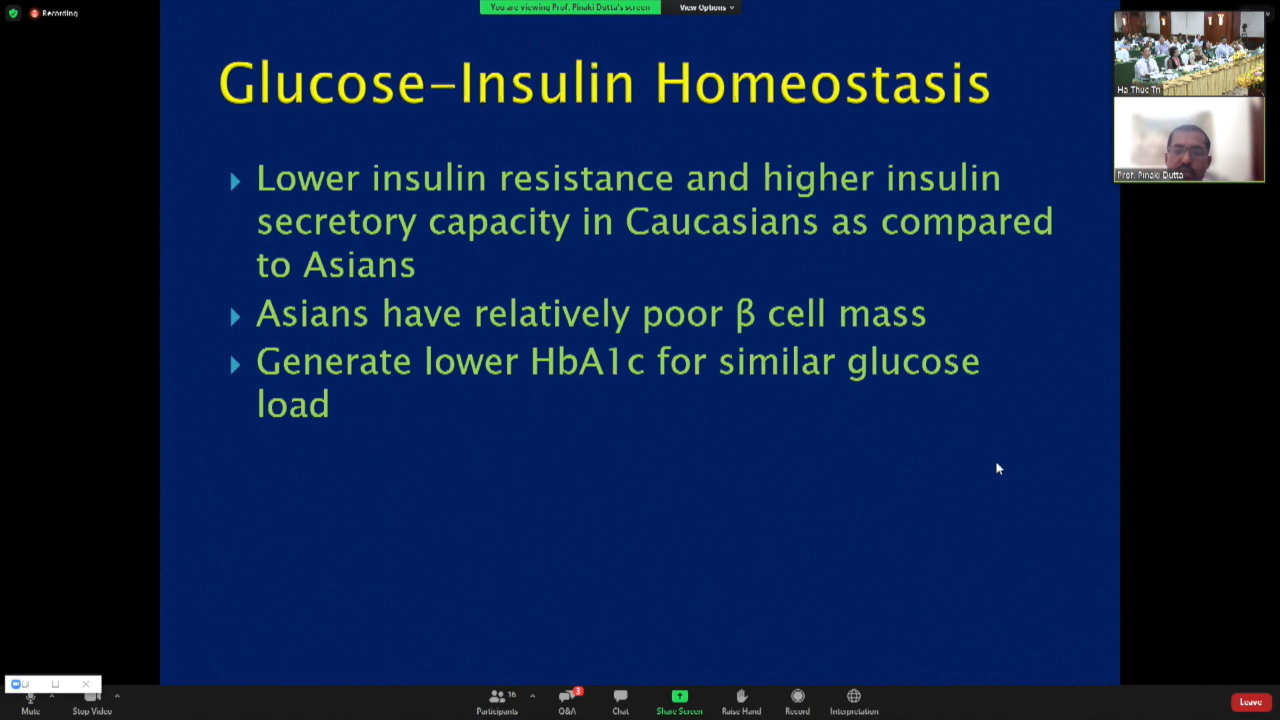 Recording
You are viewing Prof. Pinaki Dutta's screen
View Options
Glucose–Insulin Homeostasis
Lower insulin resistance and higher insulin
secretory capacity in Caucasians as compared
to Asians
Asians have relatively poor β cell mass
Generate lower HbA1c for similar glucose
load
Ha Thuc Tri
Prof. Pinaki Dutta
Mute
Stop Video
Participants
16
Q&A
3
Chat
Share Screen
Raise Hand
Record
Interpretation
Leave